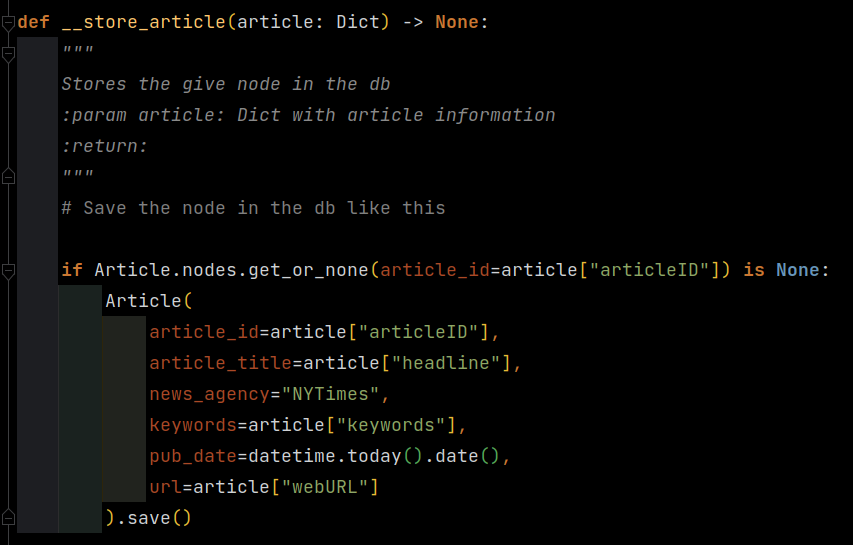 def __store_article(article: Dict) -> None:
    """
    Stores the give node in the db
    :param article: Dict with article information
    :return:
    """
    # Save the node in the db like this

    if Article.nodes.get_or_none(article_id=article["articleID"]) is None:
        Article(
            article_id=article["articleID"],
            article_title=article["headline"],
            news_agency="NYTimes",
            keywords=article["keywords"],
            pub_date=datetime.today().date(),
            url=article["webURL"]
        ).save()